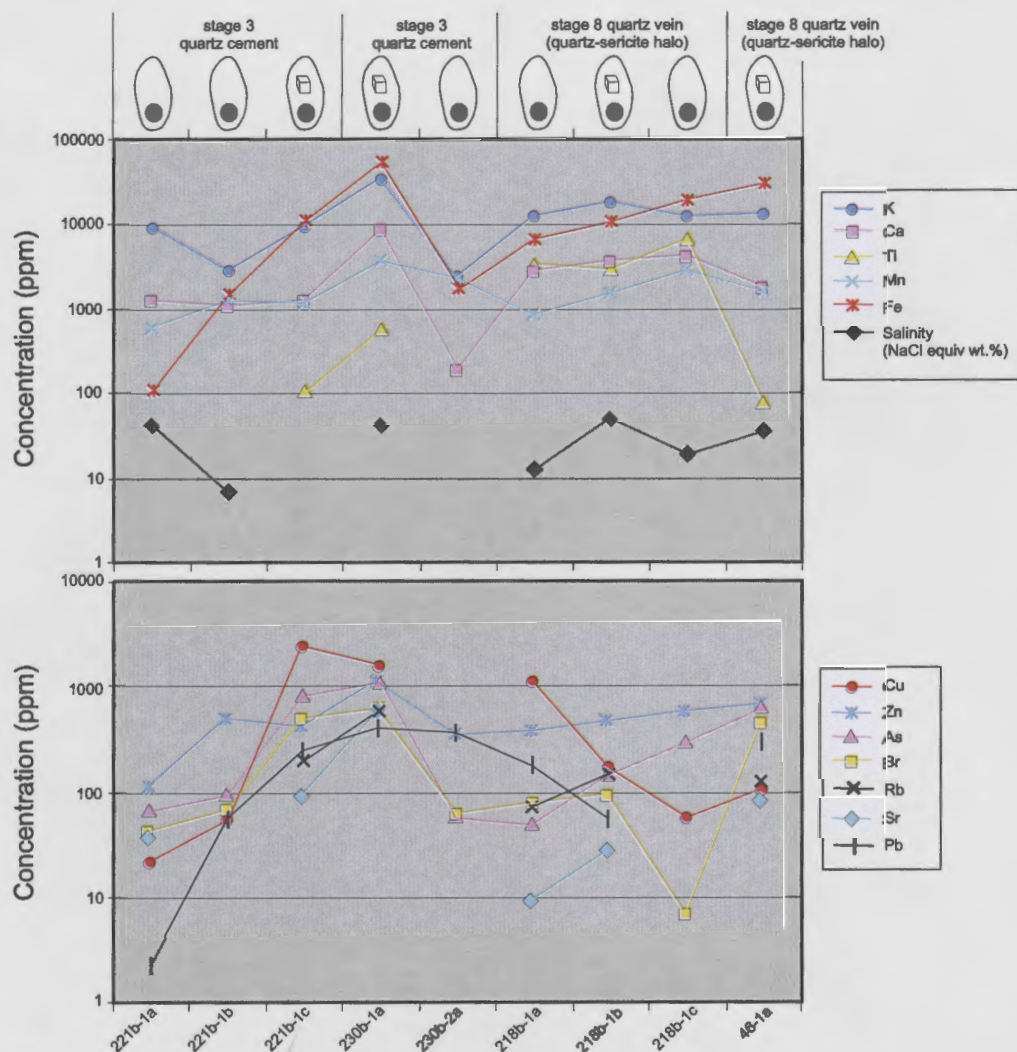 stage 3
quartz cement
stage 3
quartz cement
stage 8 quartz vein
(quartz-sericite halo)
stage 8 quartz vein
(quartz-sericite halo)
Concentration (ppm)
100000
10000
1000
100
10
1
K
Ca
Ti
Mn
Fe
Salinity
(NaCl equiv wt.%)
Concentration (ppm)
10000
1000
100
10
1
Cu
Zn
As
Br
Rb
Sr
Pb
221b-1a
221b-1b
221b-1c
230b-1a
230b-2a
218b-1a
218b-1b
218b-1c
48-1a